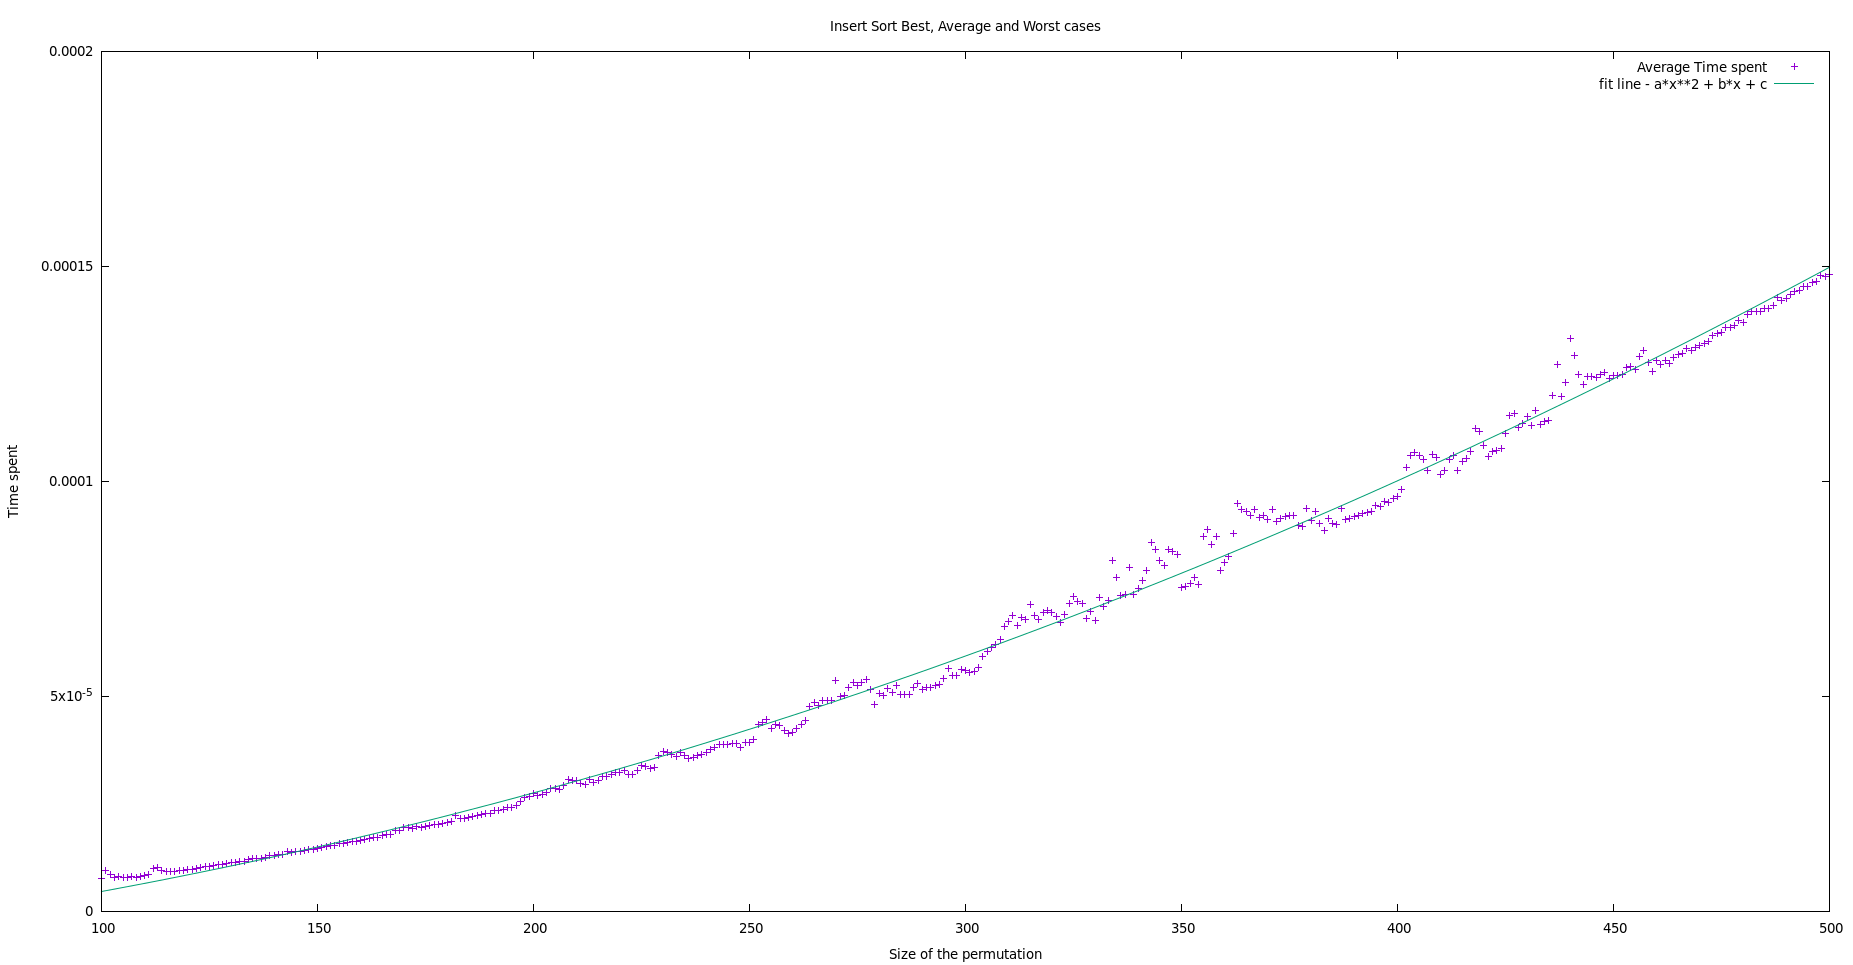 Insert Sort Best, Average and Worst cases
0.0002
Average Time spent
fit line - a*x**2 + b*x + c
0.00015
0.0001
5x10⁻⁵
0
Time spent
100 150 200 250 300 350 400 450 500
Size of the permutation